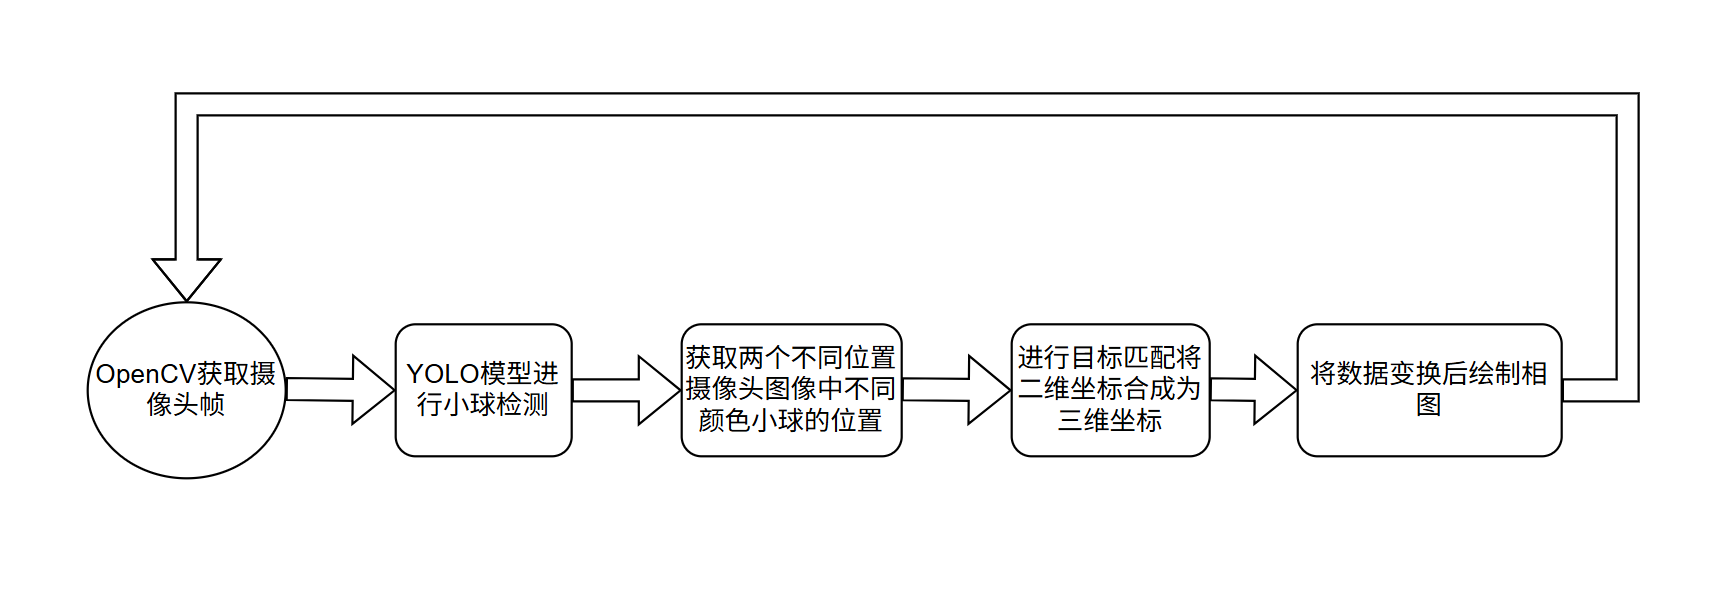 OpenCV获取摄
像头帧
YOLO模型进
行小球检测
获取两个不同位置
摄像头图像中不同
颜色小球的位置
进行目标匹配将
二维坐标合成为
三维坐标
将数据变换后绘制相
图